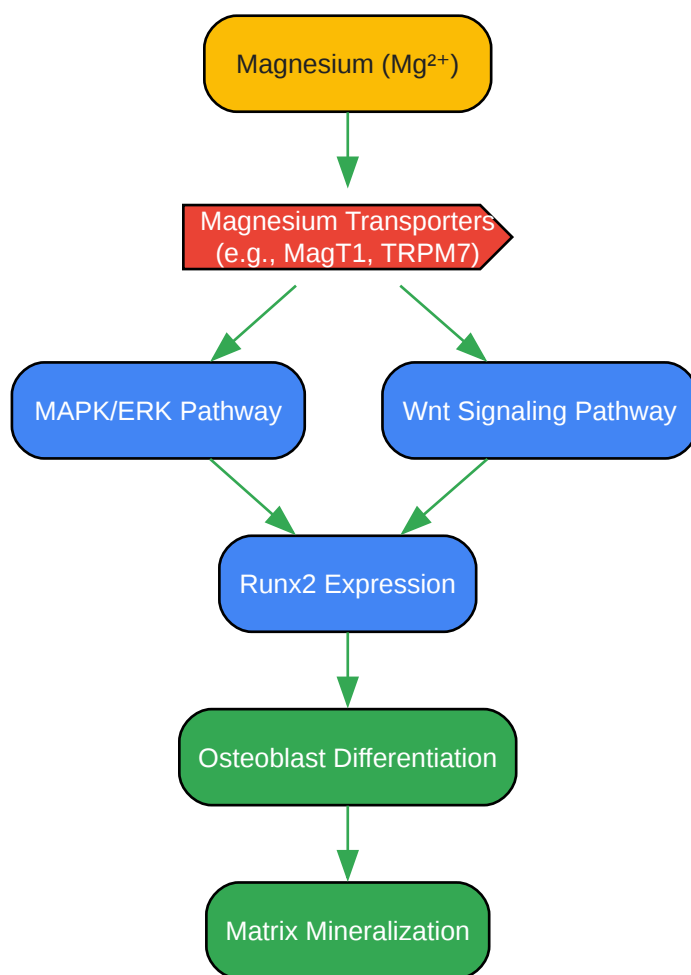 Magnesium (Mg²⁺)
Magnesium Transporters
(e.g., MagT1, TRPM7)
MAPK/ERK Pathway
Wnt Signaling Pathway
Runx2 Expression
Osteoblast Differentiation
Matrix Mineralization